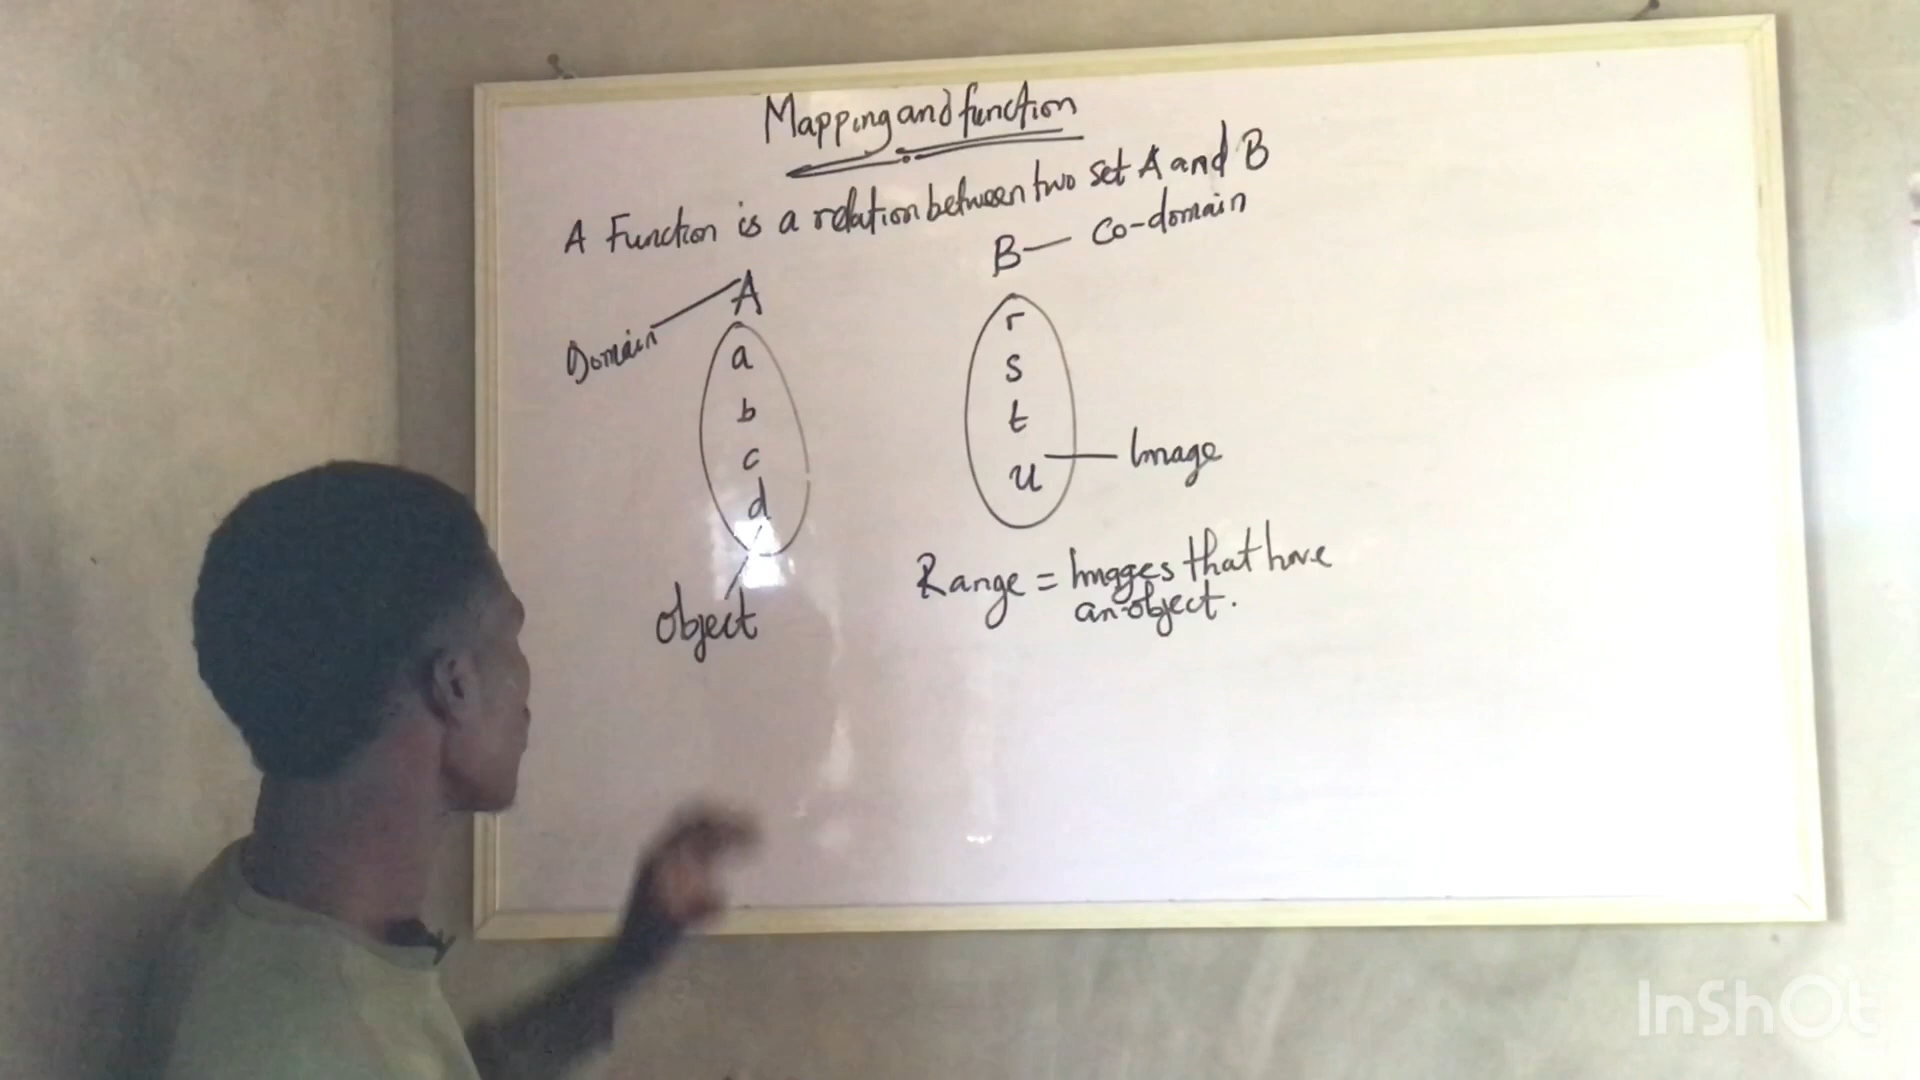 Mapping and function
A Function is a relation between two set A and B
B — Co-domain
A
Domain
a
b
c
d
object
r
s
t
u
Image
Range = Images that have
an object.
InShOt